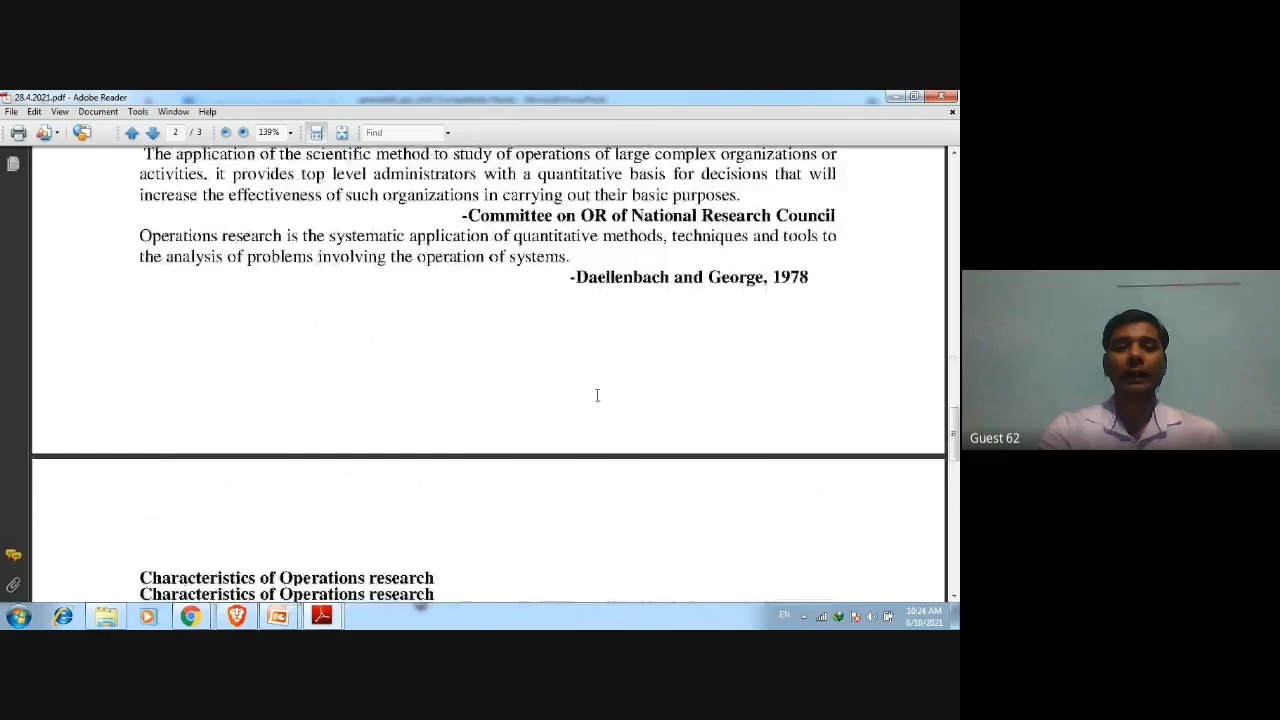 28.4.2021.pdf - Adobe Reader
File Edit View Document Tools Window Help
2 / 3 139% Find
The application of the scientific method to study of operations of large complex organizations or
activities, it provides top level administrators with a quantitative basis for decisions that will
increase the effectiveness of such organizations in carrying out their basic purposes.
-Committee on OR of National Research Council
Operations research is the systematic application of quantitative methods, techniques and tools to
the analysis of problems involving the operation of systems.
-Daellenbach and George, 1978
Guest 62
Characteristics of Operations research
Characteristics of Operations research
EN
10:24 AM
6/10/2021